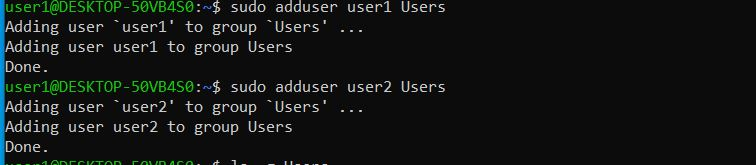 user1@DESKTOP-50VB4S0:~$ sudo adduser user1 Users
Adding user `user1' to group `Users' ...
Adding user user1 to group Users
Done.
user1@DESKTOP-50VB4S0:~$ sudo adduser user2 Users
Adding user `user2' to group `Users' ...
Adding user user2 to group Users
Done.